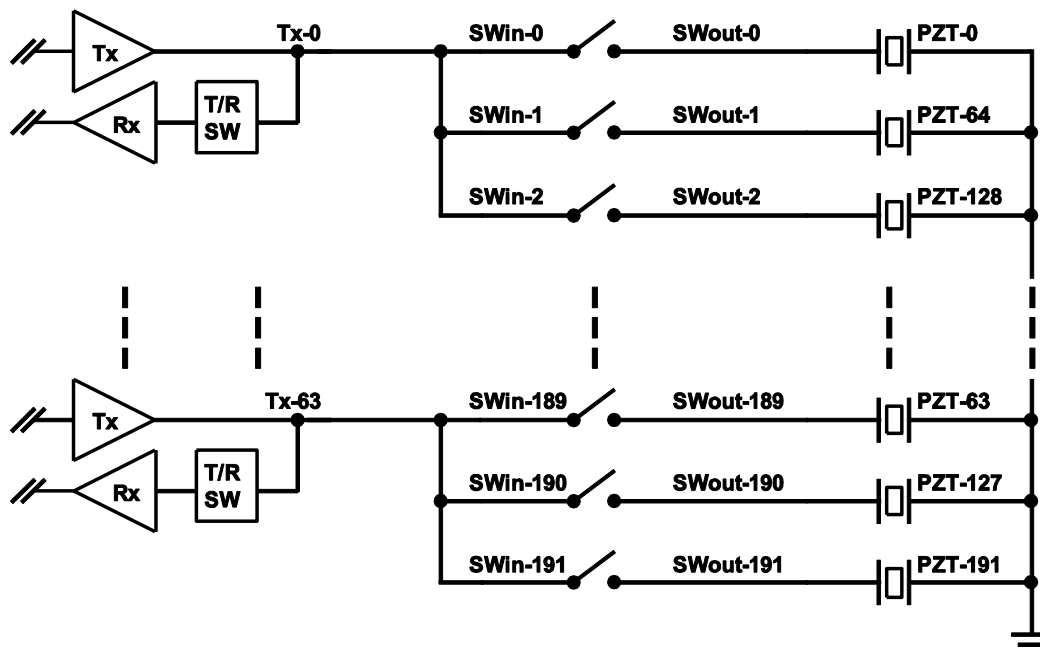 Tx-0 SWin-0 SWout-0 PZT-0
Tx
T/R
SW
Rx
SWin-1 SWout-1 PZT-64
SWin-2 SWout-2 PZT-128
Tx-63 SWin-189 SWout-189 PZT-63
Tx
T/R
SW
Rx
SWin-190 SWout-190 PZT-127
SWin-191 SWout-191 PZT-191